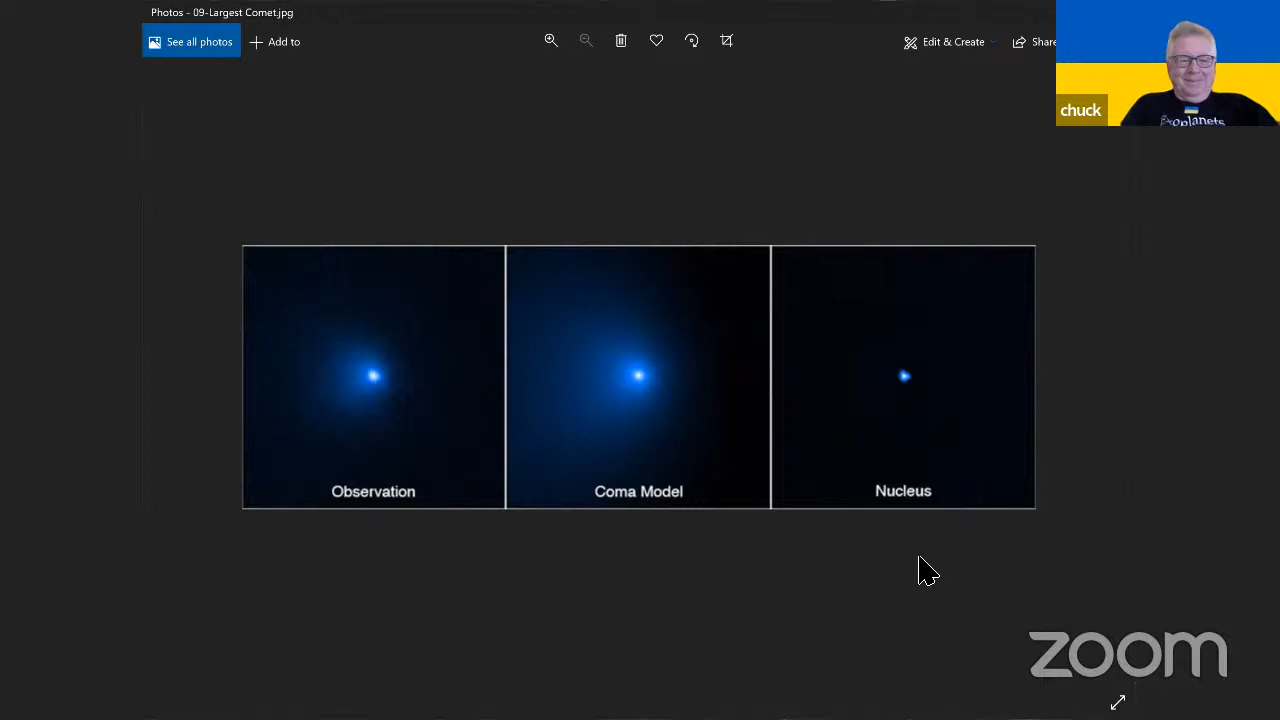 Photos - 09-Largest Comet.jpg
See all photos
Add to
Edit & Create
Share
chuck
Observation
Coma Model
Nucleus
zoom